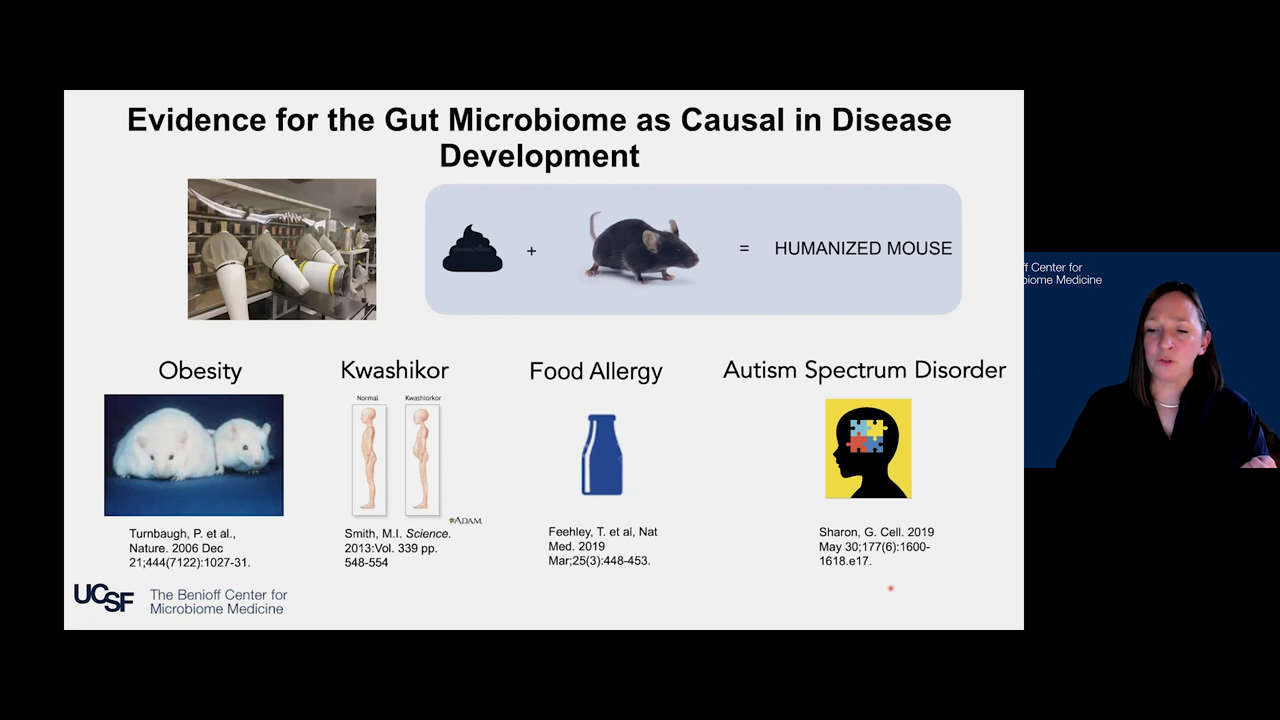 Evidence for the Gut Microbiome as Causal in Disease
Development
+
= HUMANIZED MOUSE
Obesity
Kwashikor
Food Allergy
Autism Spectrum Disorder
Normal
Kwashiorkor
ADAM
Turnbaugh, P. et al.,
Nature. 2006 Dec
21;444(7122):1027-31.
Smith, M.I. Science.
2013:Vol. 339 pp.
548-554
Feehley, T. et al, Nat
Med. 2019
Mar;25(3):448-453.
Sharon, G. Cell. 2019
May 30;177(6):1600-
1618.e17.
UCSF
The Benioff Center for
Microbiome Medicine
ff Center for
biome Medicine